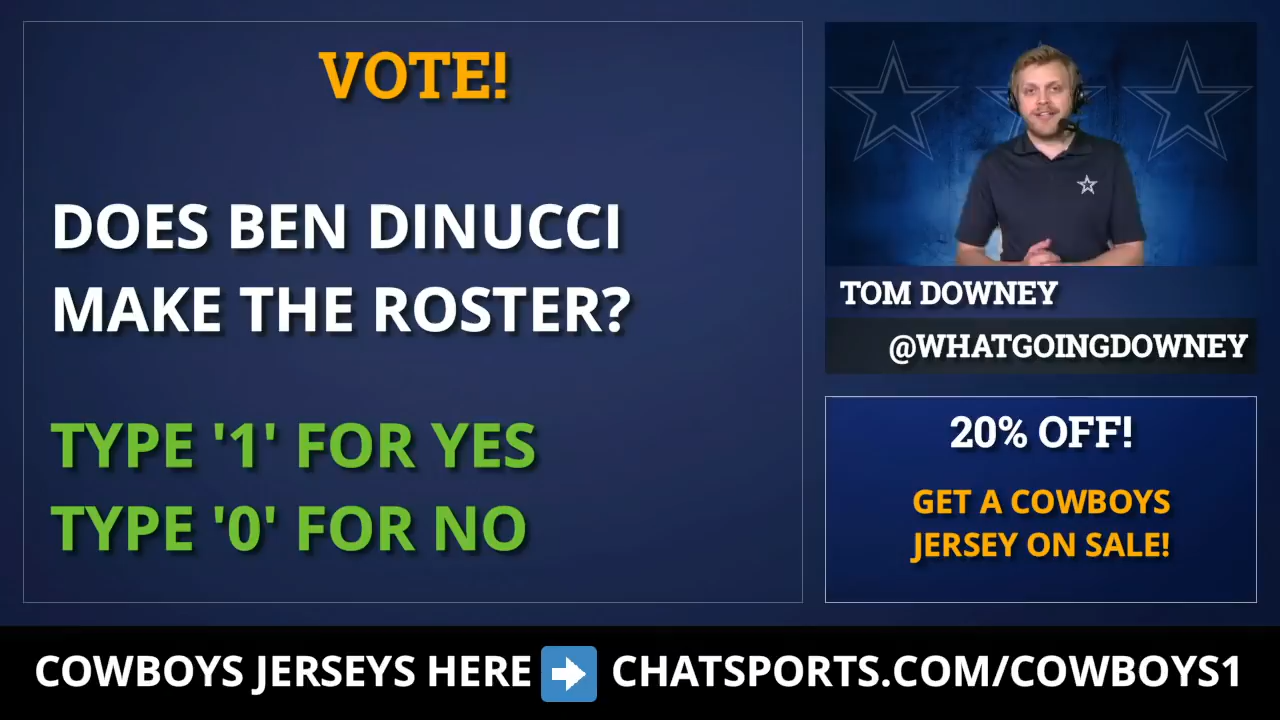 VOTE!
DOES BEN DINUCCI
MAKE THE ROSTER?
TYPE '1' FOR YES
TYPE '0' FOR NO
TOM DOWNEY
@WHATGOINGDOWNEY
20% OFF!
GET A COWBOYS
JERSEY ON SALE!
COWBOYS JERSEYS HERE ➡ CHATSPORTS.COM/COWBOYS1